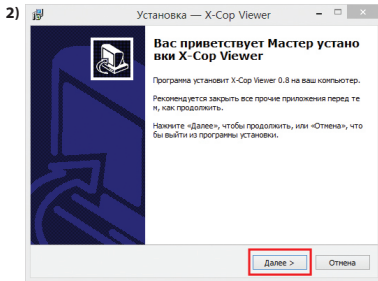 2)
Установка — X-Cop Viewer
Вас приветствует Мастер устано
вки X-Cop Viewer
Программа установит X-Cop Viewer 0.8 на ваш компьютер.
Рекомендуется закрыть все прочие приложения перед те
м, как продолжить.
Нажмите «Далее», чтобы продолжить, или «Отмена», что
бы выйти из программы установки.
Далее >
Отмена